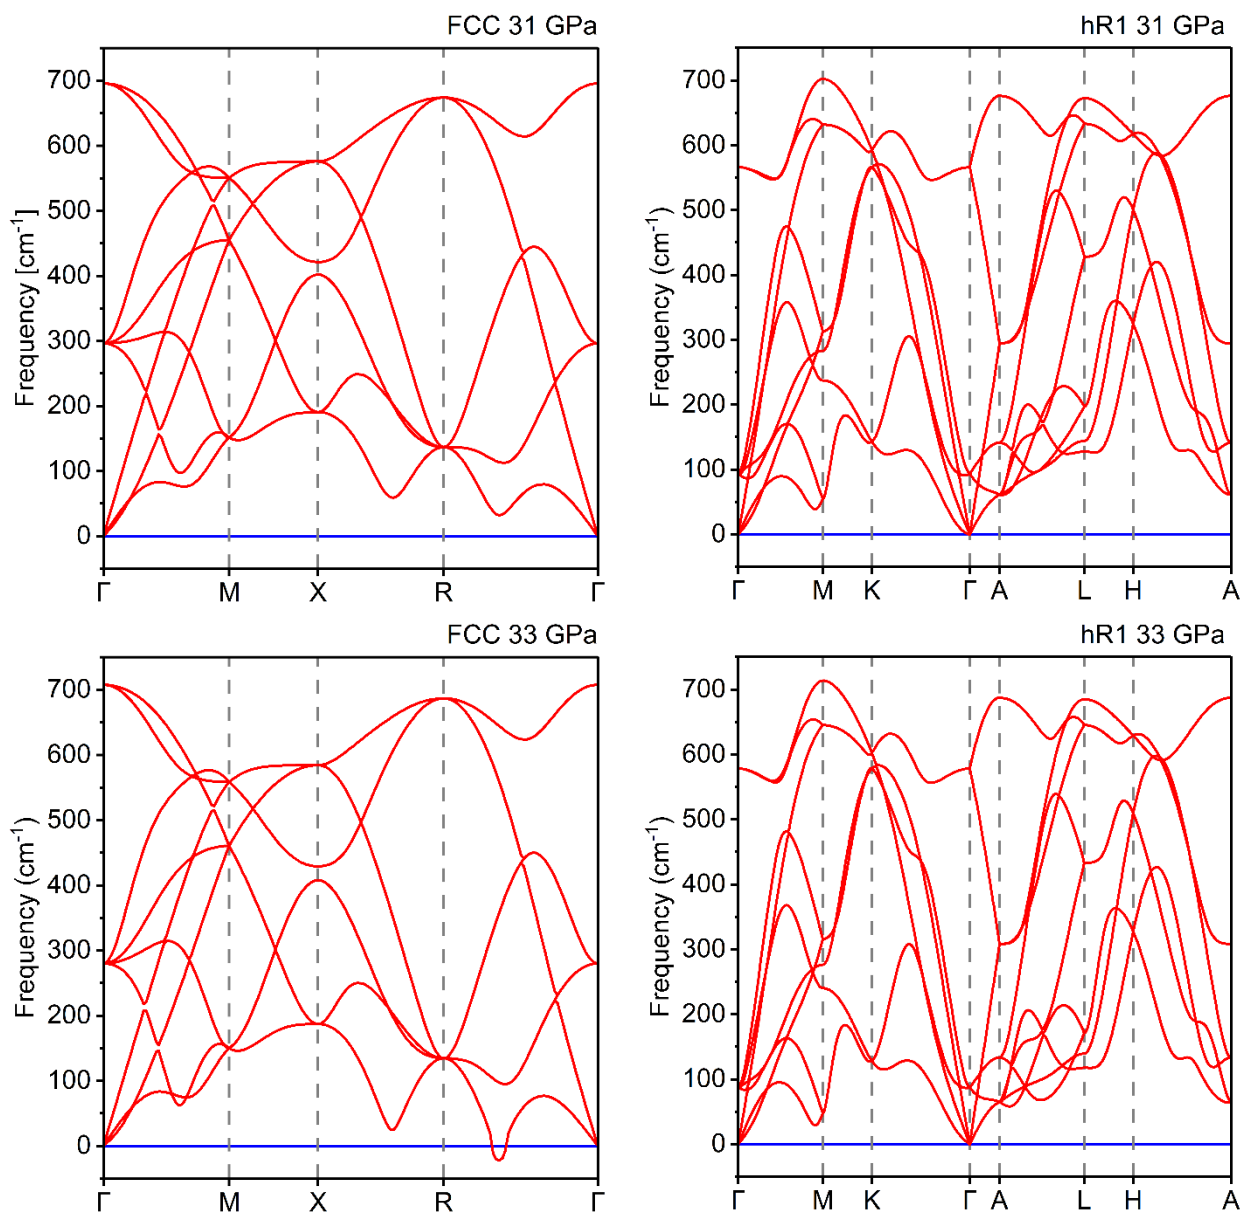 FCC 31 GPa
Frequency [cm-1]
700
600
500
400
300
200
100
0
Γ M X R Γ
hR1 31 GPa
Frequency (cm-1)
700
600
500
400
300
200
100
0
Γ M K Γ A L H A
FCC 33 GPa
Frequency (cm-1)
700
600
500
400
300
200
100
0
Γ M X R Γ
hR1 33 GPa
Frequency (cm-1)
700
600
500
400
300
200
100
0
Γ M K Γ A L H A